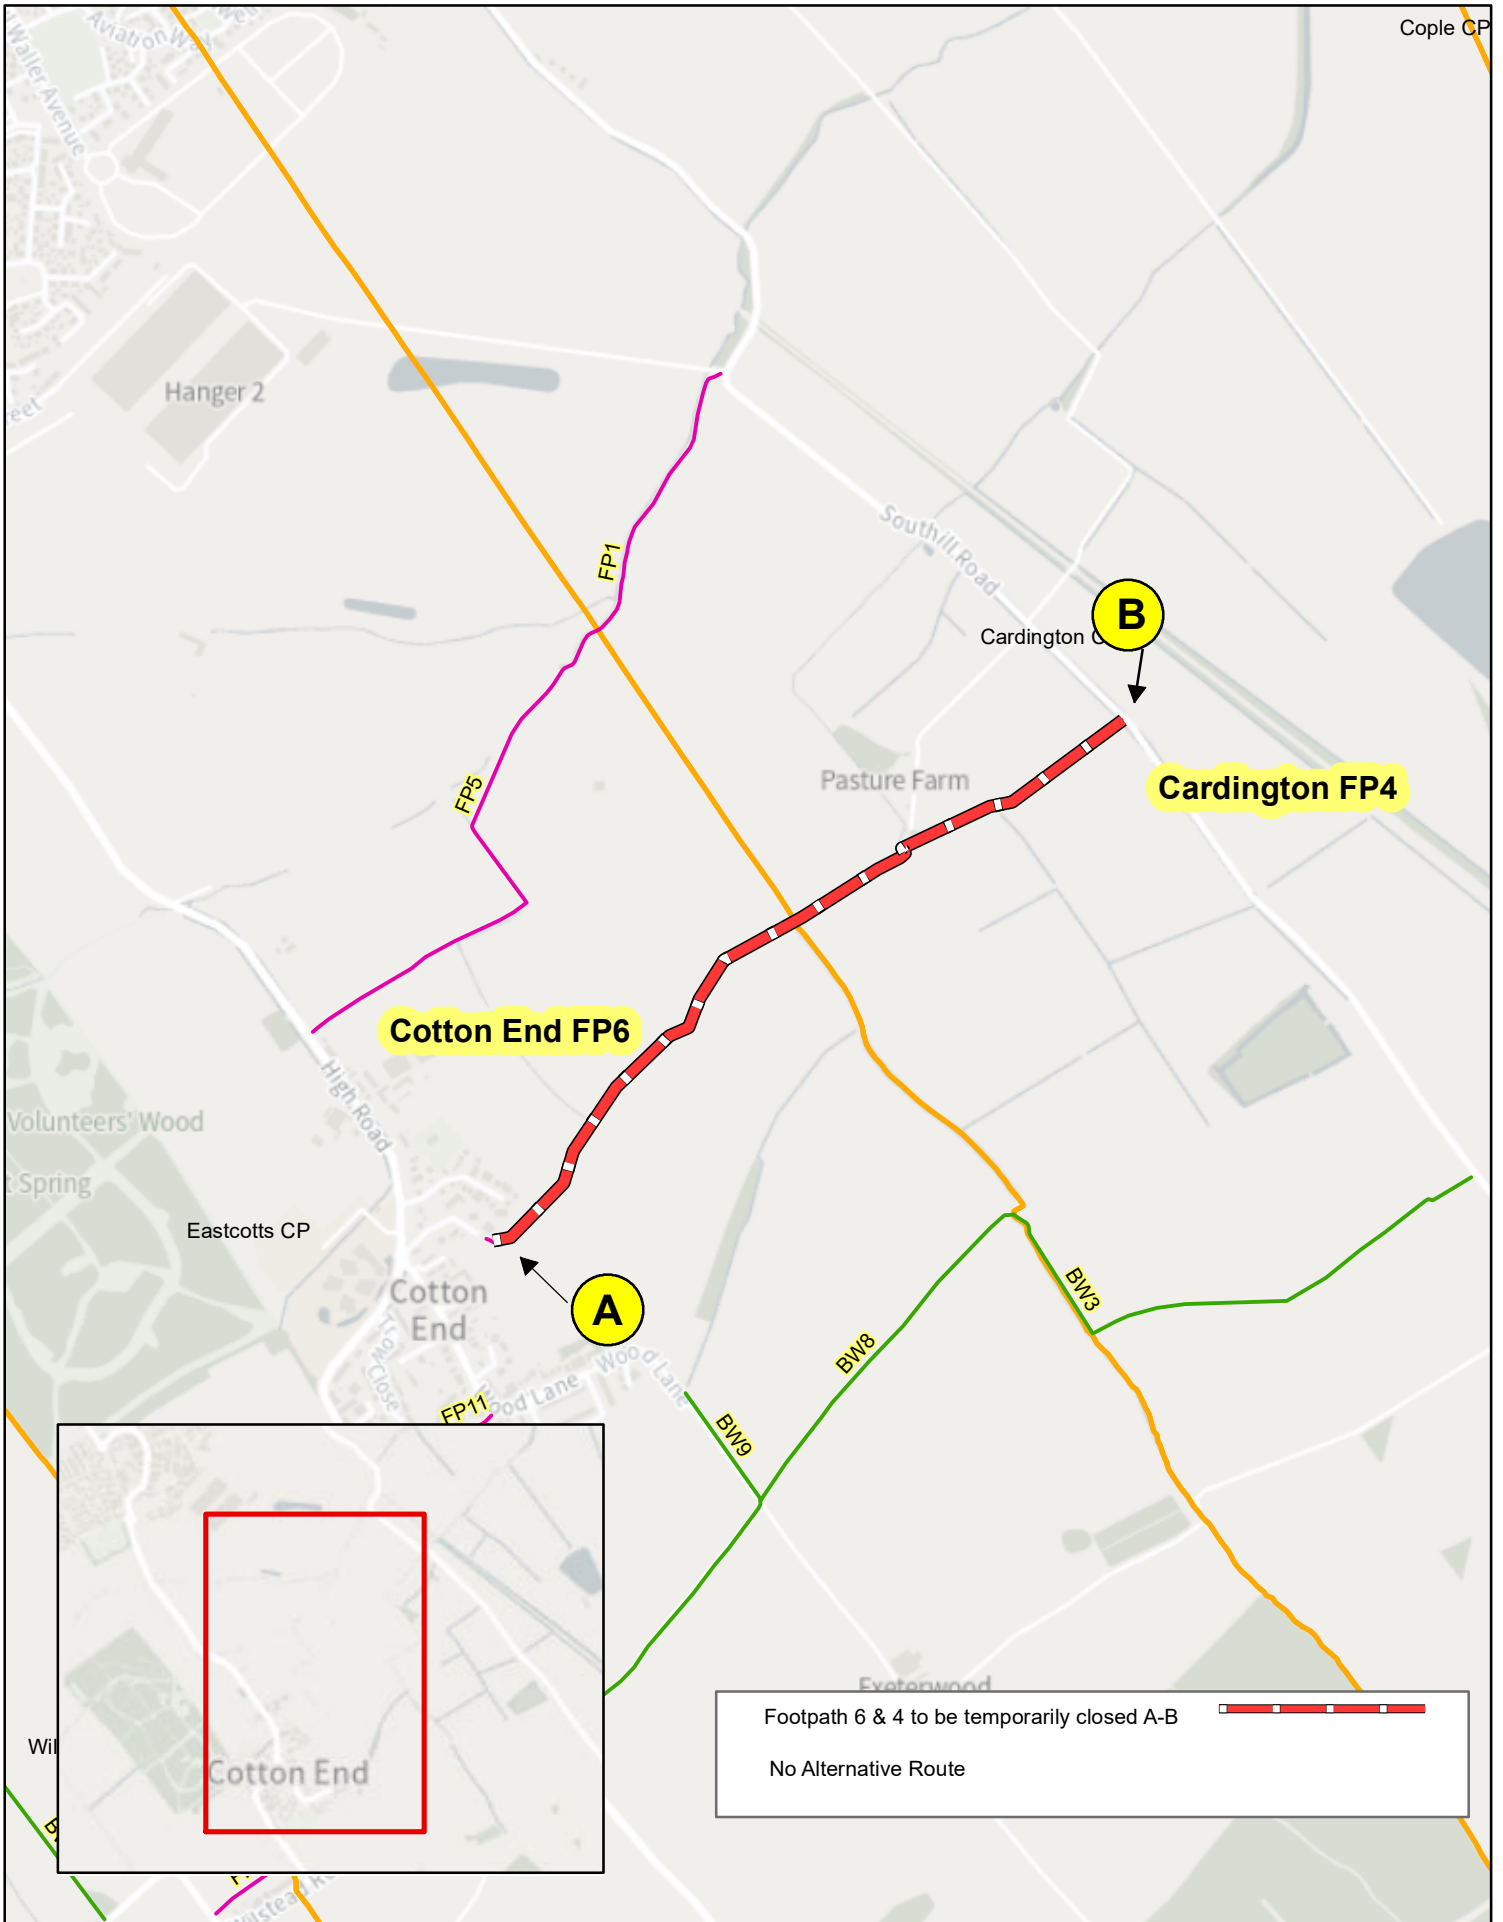 Cople CP
Aviation Way
Waller Avenue
Hanger 2
FP1
Southill Road
B
Cardington
Pasture Farm
Cardington FP4
FP5
Cotton End FP6
High Road
Volunteers' Wood
Spring
Eastcotts CP
Cotton
End
A
BW3
BW8
Close
Wood Lane
Wood Lane
FP11
BW9
Exeterwood
Footpath 6 & 4 to be temporarily closed A-B
No Alternative Route
Cotton End